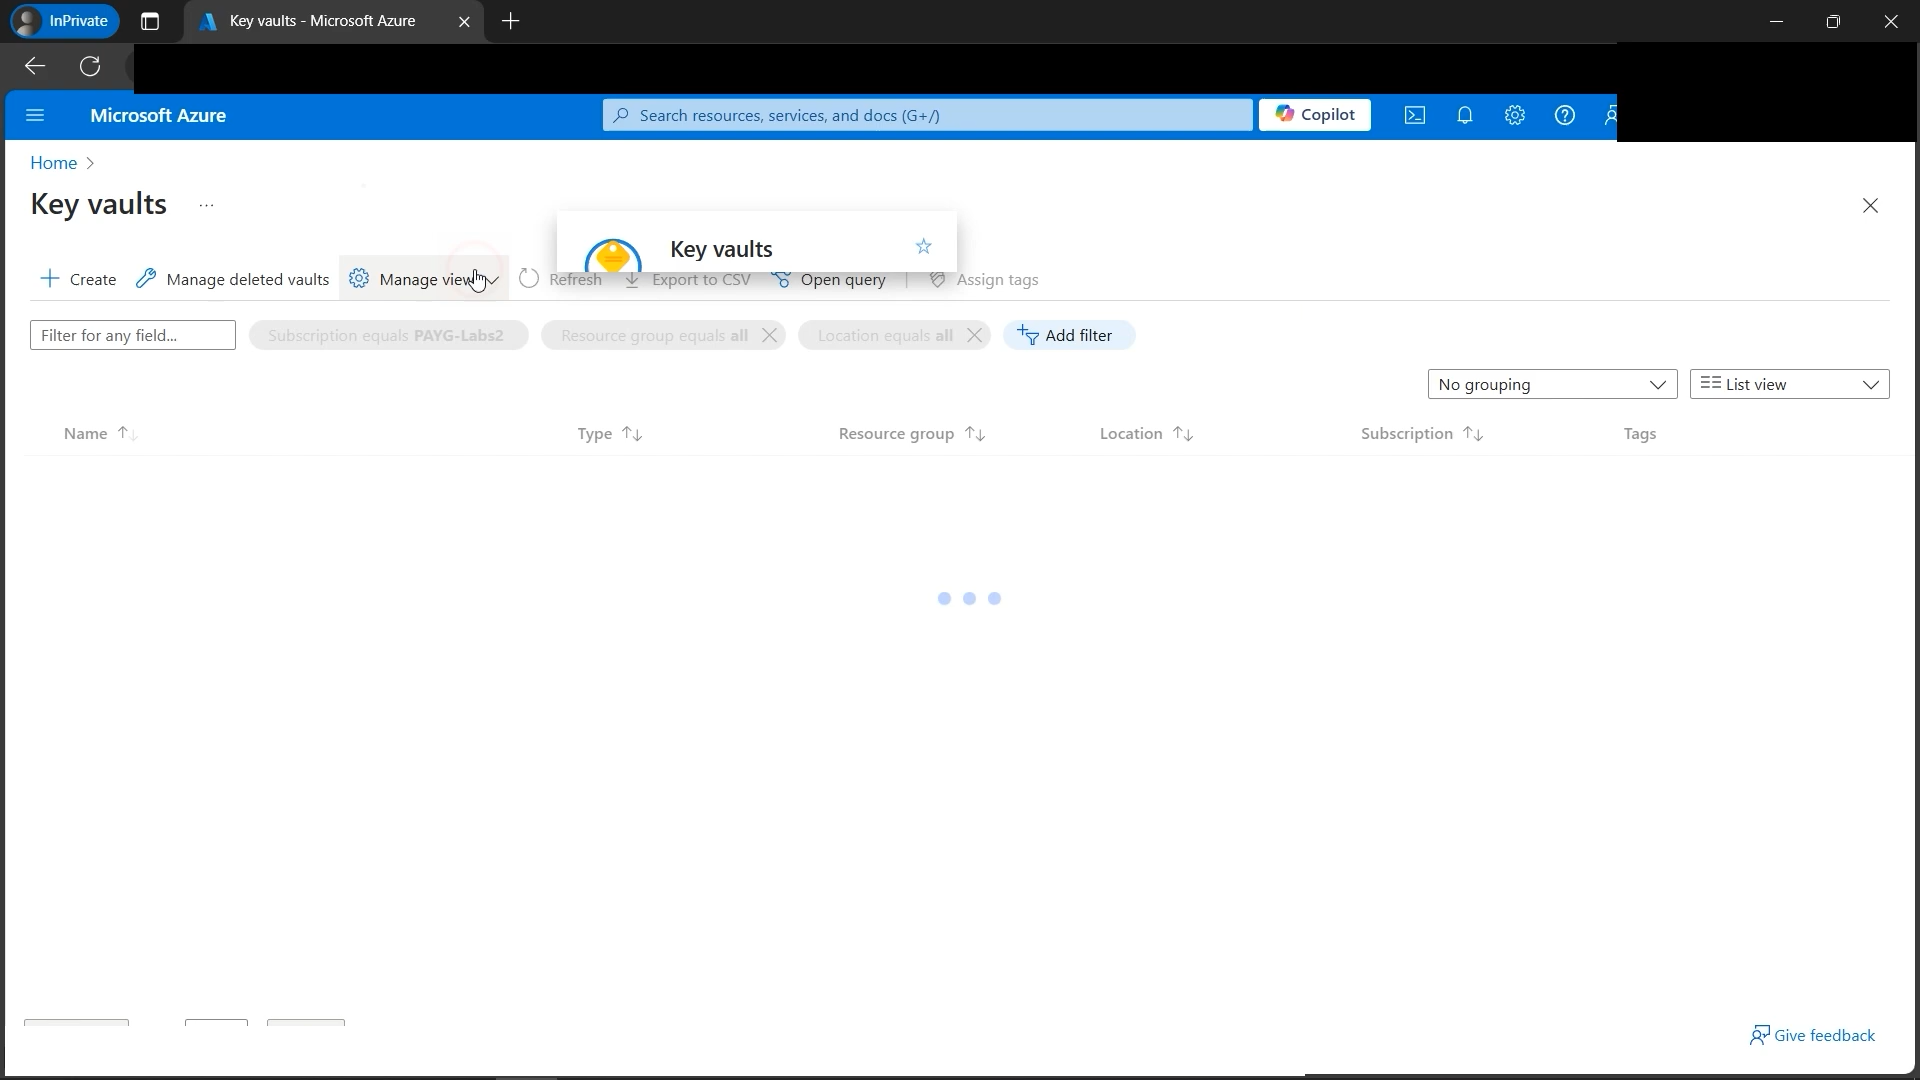 InPrivate
Key vaults - Microsoft Azure
Microsoft Azure
Search resources, services, and docs (G+/)
Copilot
Home
Key vaults
...
Key vaults
Create
Manage deleted vaults
Manage view
Refresh
Export to CSV
Open query
Assign tags
Filter for any field...
Subscription equals PAYG-Labs2
Resource group equals all
Location equals all
Add filter
No grouping
List view
Name
Type
Resource group
Location
Subscription
Tags
Give feedback